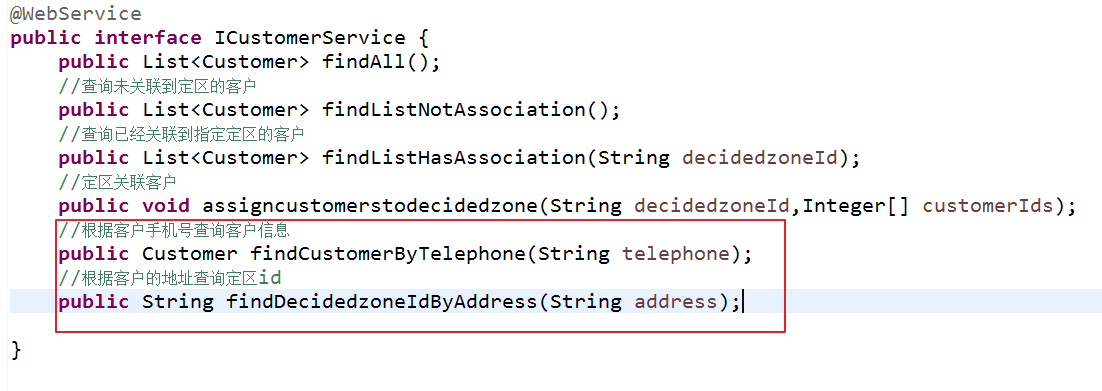 @WebService
public interface ICustomerService {
public List<Customer> findAll();
//查询未关联到定区的客户
public List<Customer> findListNotAssociation();
//查询已经关联到指定定区的客户
public List<Customer> findListHasAssociation(String decidedzoneId);
//定区关联客户
public void assigncustomerstodecidedzone(String decidedzoneId,Integer[] customerIds);
//根据客户手机号查询客户信息
public Customer findCustomerByTelephone(String telephone);
//根据客户的地址查询定区id
public String findDecidedzoneIdByAddress(String address);
}